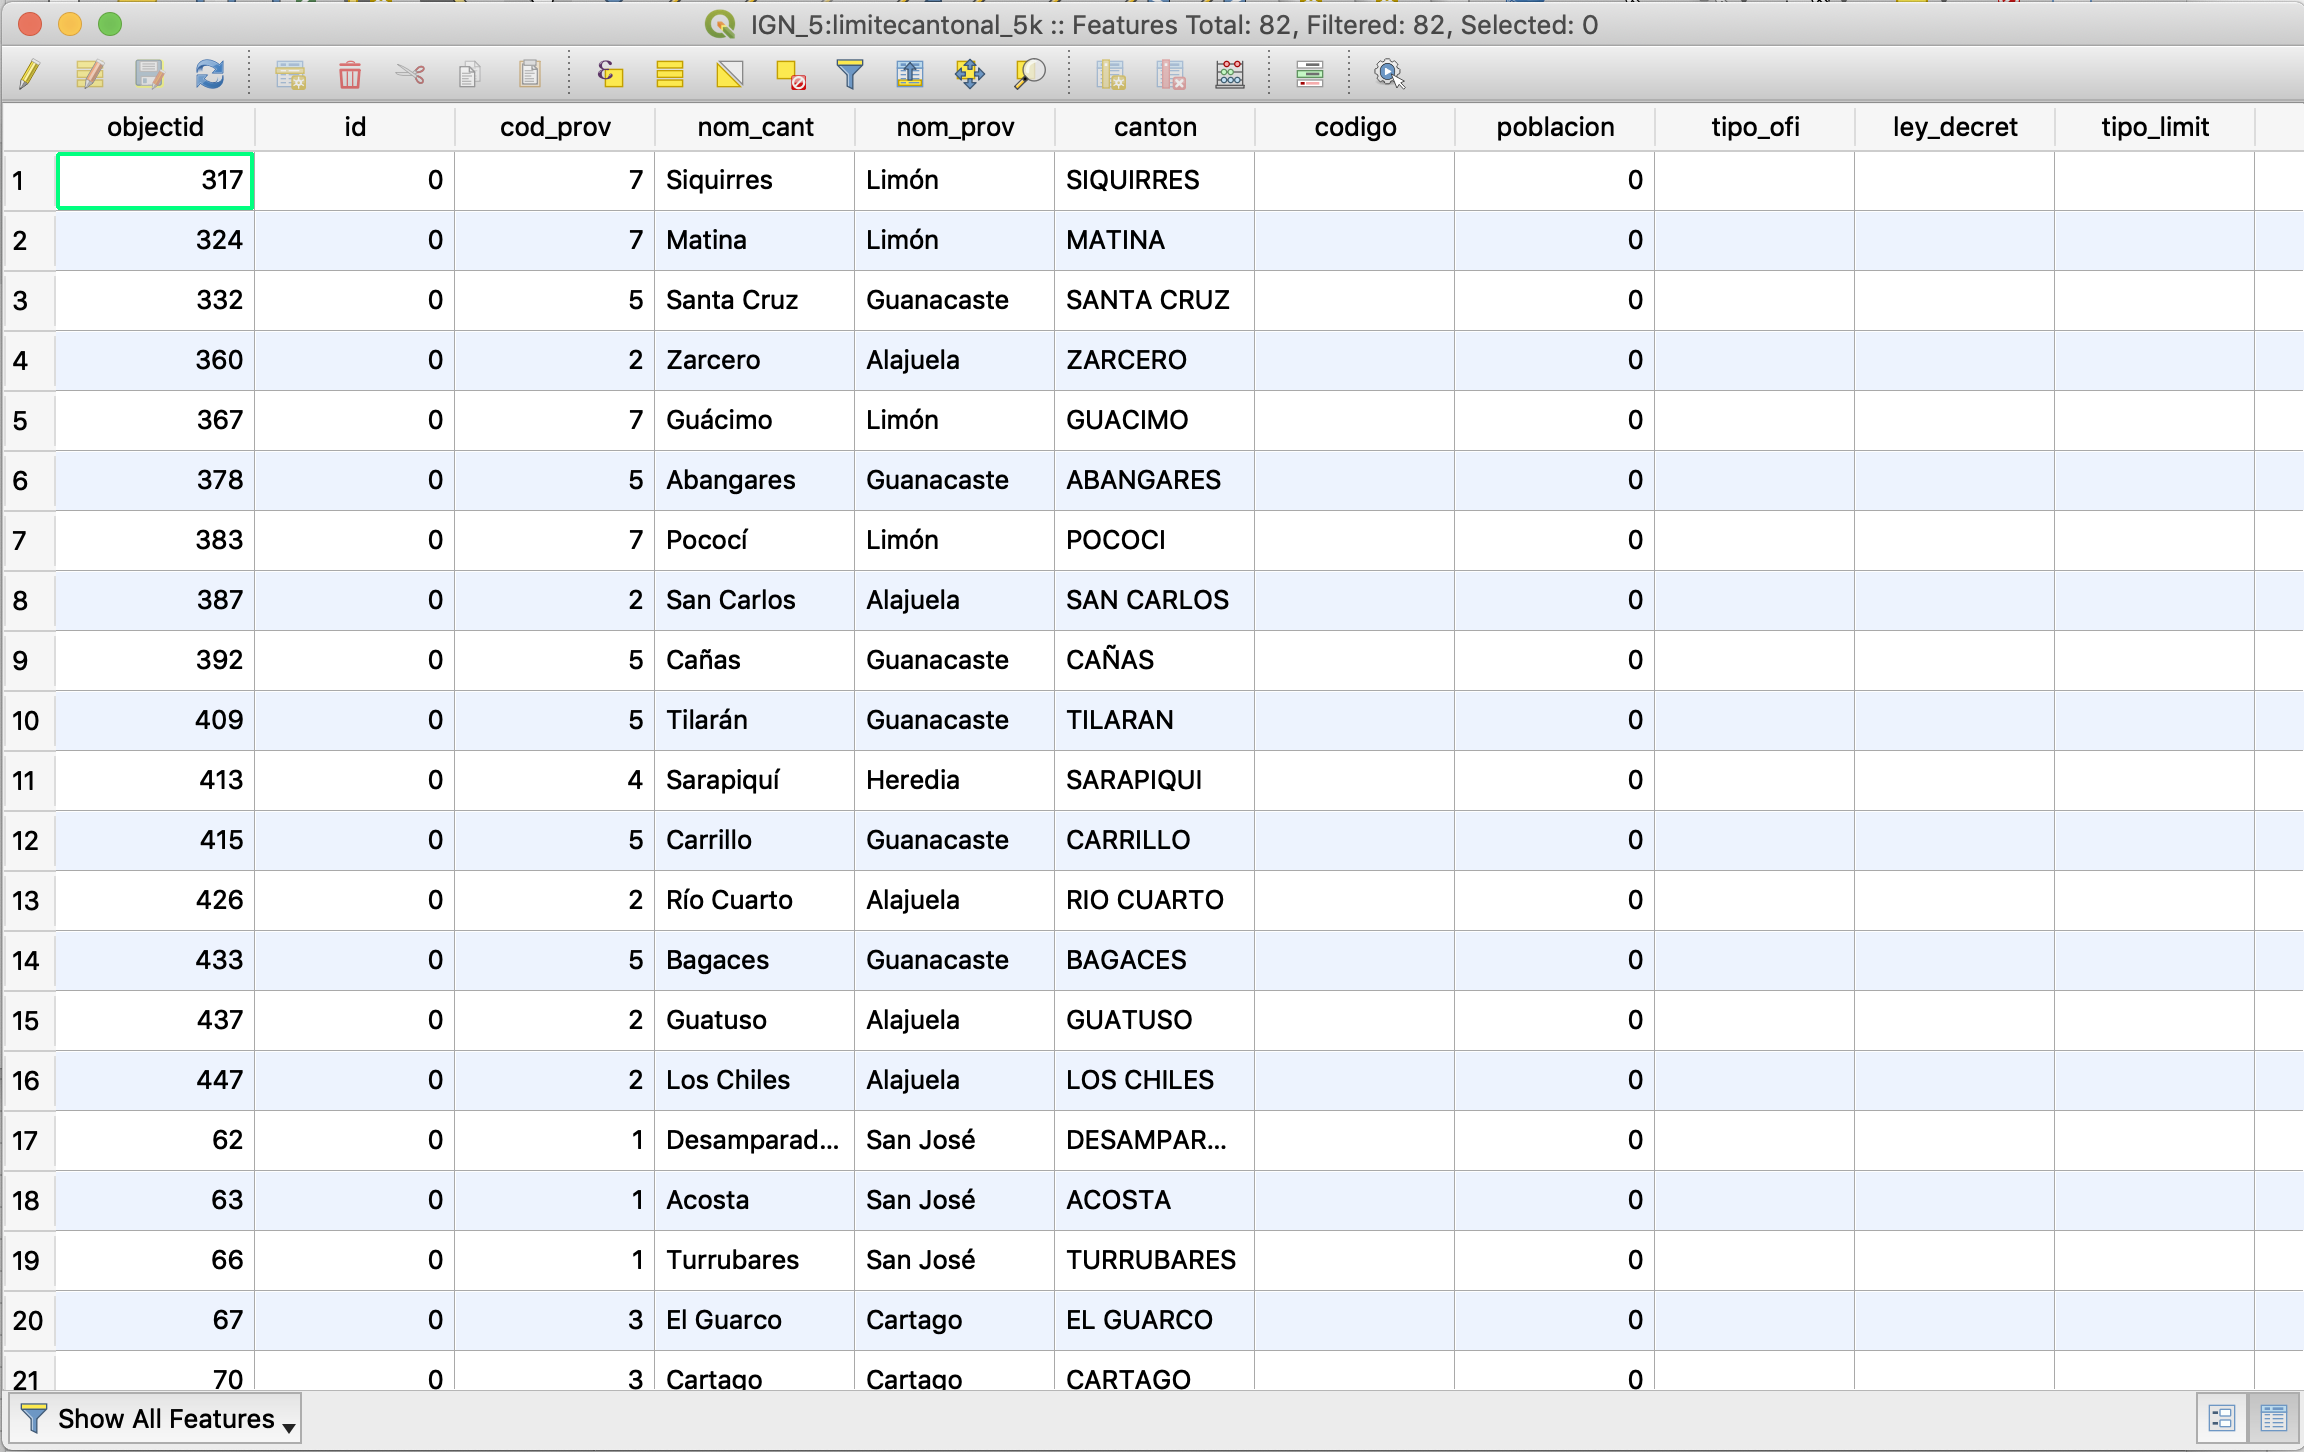 IGN_5:limitecantonal_5k :: Features Total: 82, Filtered: 82, Selected: 0
objectid id cod_prov nom_cant nom_prov canton codigo poblacion tipo_ofi ley_decret tipo_limit
1 317 0 7 Siquirres Limón SIQUIRRES 0
2 324 0 7 Matina Limón MATINA 0
3 332 0 5 Santa Cruz Guanacaste SANTA CRUZ 0
4 360 0 2 Zarcero Alajuela ZARCERO 0
5 367 0 7 Guácimo Limón GUACIMO 0
6 378 0 5 Abangares Guanacaste ABANGARES 0
7 383 0 7 Pococí Limón POCOCI 0
8 387 0 2 San Carlos Alajuela SAN CARLOS 0
9 392 0 5 Cañas Guanacaste CAÑAS 0
10 409 0 5 Tilarán Guanacaste TILARAN 0
11 413 0 4 Sarapiquí Heredia SARAPIQUI 0
12 415 0 5 Carrillo Guanacaste CARRILLO 0
13 426 0 2 Río Cuarto Alajuela RIO CUARTO 0
14 433 0 5 Bagaces Guanacaste BAGACES 0
15 437 0 2 Guatuso Alajuela GUATUSO 0
16 447 0 2 Los Chiles Alajuela LOS CHILES 0
17 62 0 1 Desamparad... San José DESAMPAR... 0
18 63 0 1 Acosta San José ACOSTA 0
19 66 0 1 Turrubares San José TURRUBARES 0
20 67 0 3 El Guarco Cartago EL GUARCO 0
21 70 0 3 Cartago Cartago CARTAGO 0
Show All Features